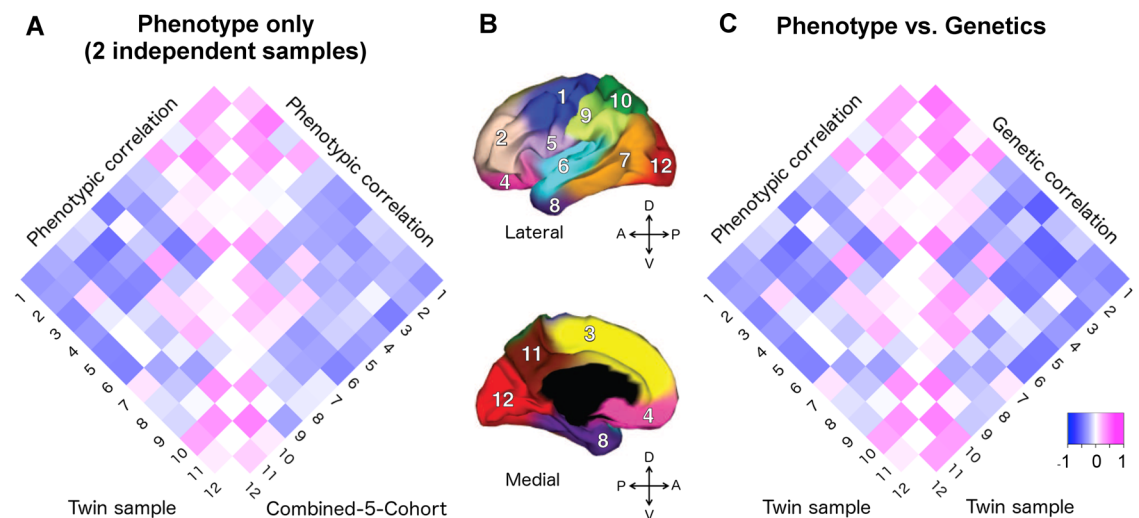 A
Phenotype only
(2 independent samples)
Phenotypic correlation
Phenotypic correlation
1
2
3
4
5
6
7
8
9
10
11
12
1
2
3
4
5
6
7
8
9
10
11
12
Twin sample
Combined-5-Cohort
B
1
10
9
2
5
6
7
12
4
8
Lateral
D
A
P
V
3
11
12
4
8
Medial
D
P
A
V
C
Phenotype vs. Genetics
Phenotypic correlation
Genetic correlation
1
2
3
4
5
6
7
8
9
10
11
12
1
2
3
4
5
6
7
8
9
10
11
12
-1 0 1
Twin sample
Twin sample